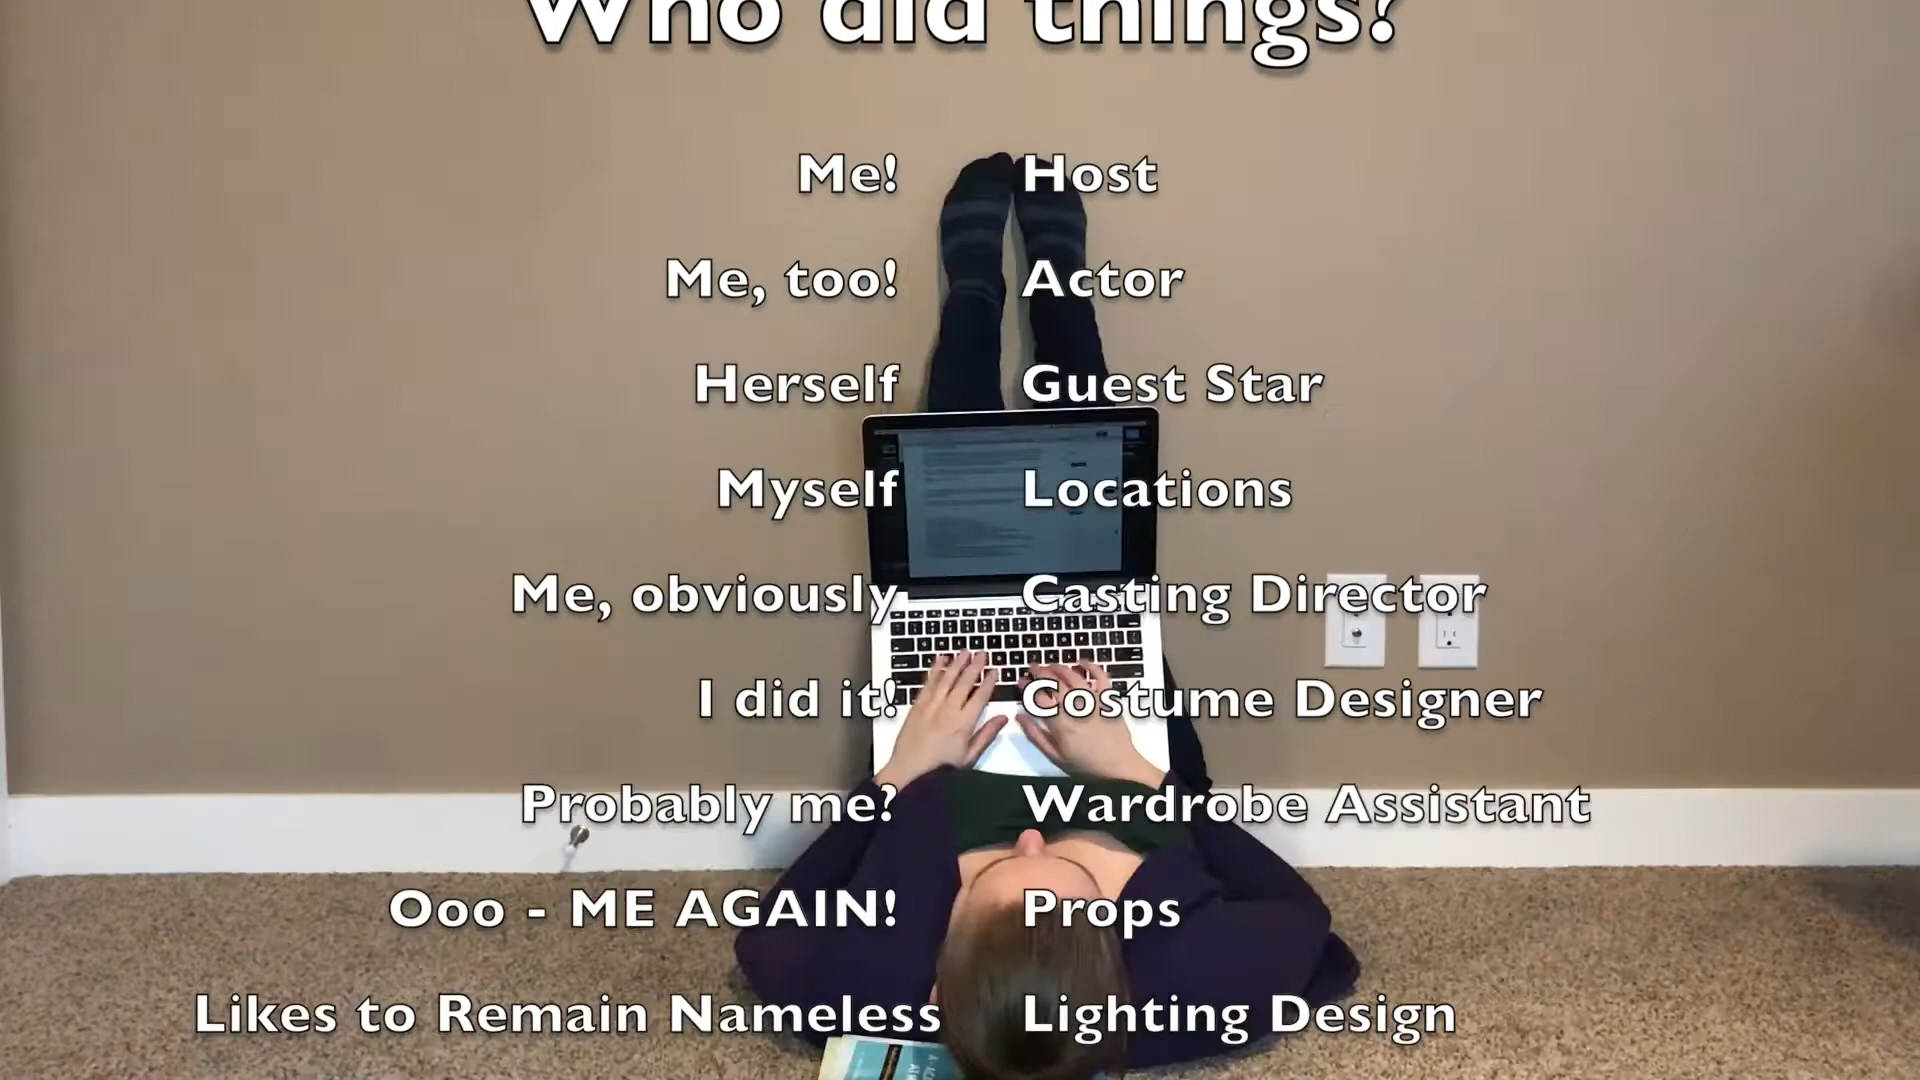 Who did things?
Me! Host
Me, too! Actor
Herself Guest Star
Myself Locations
Me, obviously Casting Director
I did it! Costume Designer
Probably me? Wardrobe Assistant
Ooo - ME AGAIN! Props
Likes to Remain Nameless Lighting Design